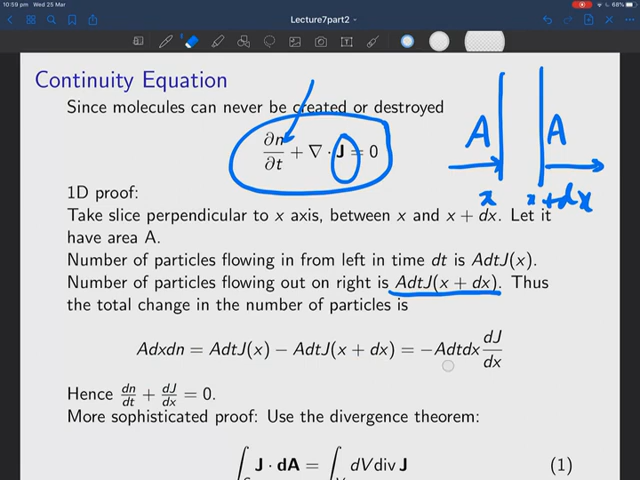 10:59 pm Wed 25 Mar
68%
Lecture7part2
Continuity Equation
Since molecules can never be created or destroyed
∂n/∂t + ∇ · J = 0
A A
x x+dx
1D proof:
Take slice perpendicular to x axis, between x and x + dx. Let it
have area A.
Number of particles flowing in from left in time dt is AdtJ(x).
Number of particles flowing out on right is AdtJ(x + dx). Thus
the total change in the number of particles is
Adxdn = AdtJ(x) − AdtJ(x + dx) = −Adtdx dJ/dx
Hence dn/dt + dJ/dx = 0.
More sophisticated proof: Use the divergence theorem:
∫ J · dA = ∫ dV div J (1)